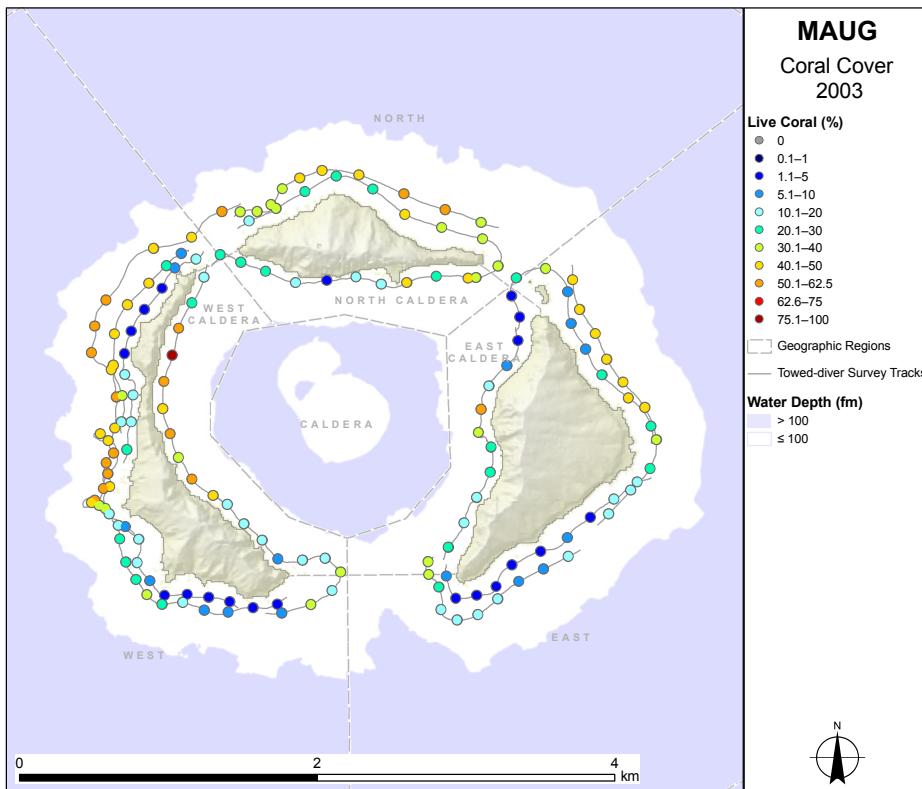 MAUG
Coral Cover
2003
Live Coral (%)
0
0.1–1
1.1–5
5.1–10
10.1–20
20.1–30
30.1–40
40.1–50
50.1–62.5
62.6–75
75.1–100
Geographic Regions
Towed-diver Survey Tracks
Water Depth (fm)
> 100
≤ 100
NORTH
WEST
CALDERA
NORTH CALDERA
EAST
CALDERA
CALDERA
WEST
EAST
N
0 2 4
km